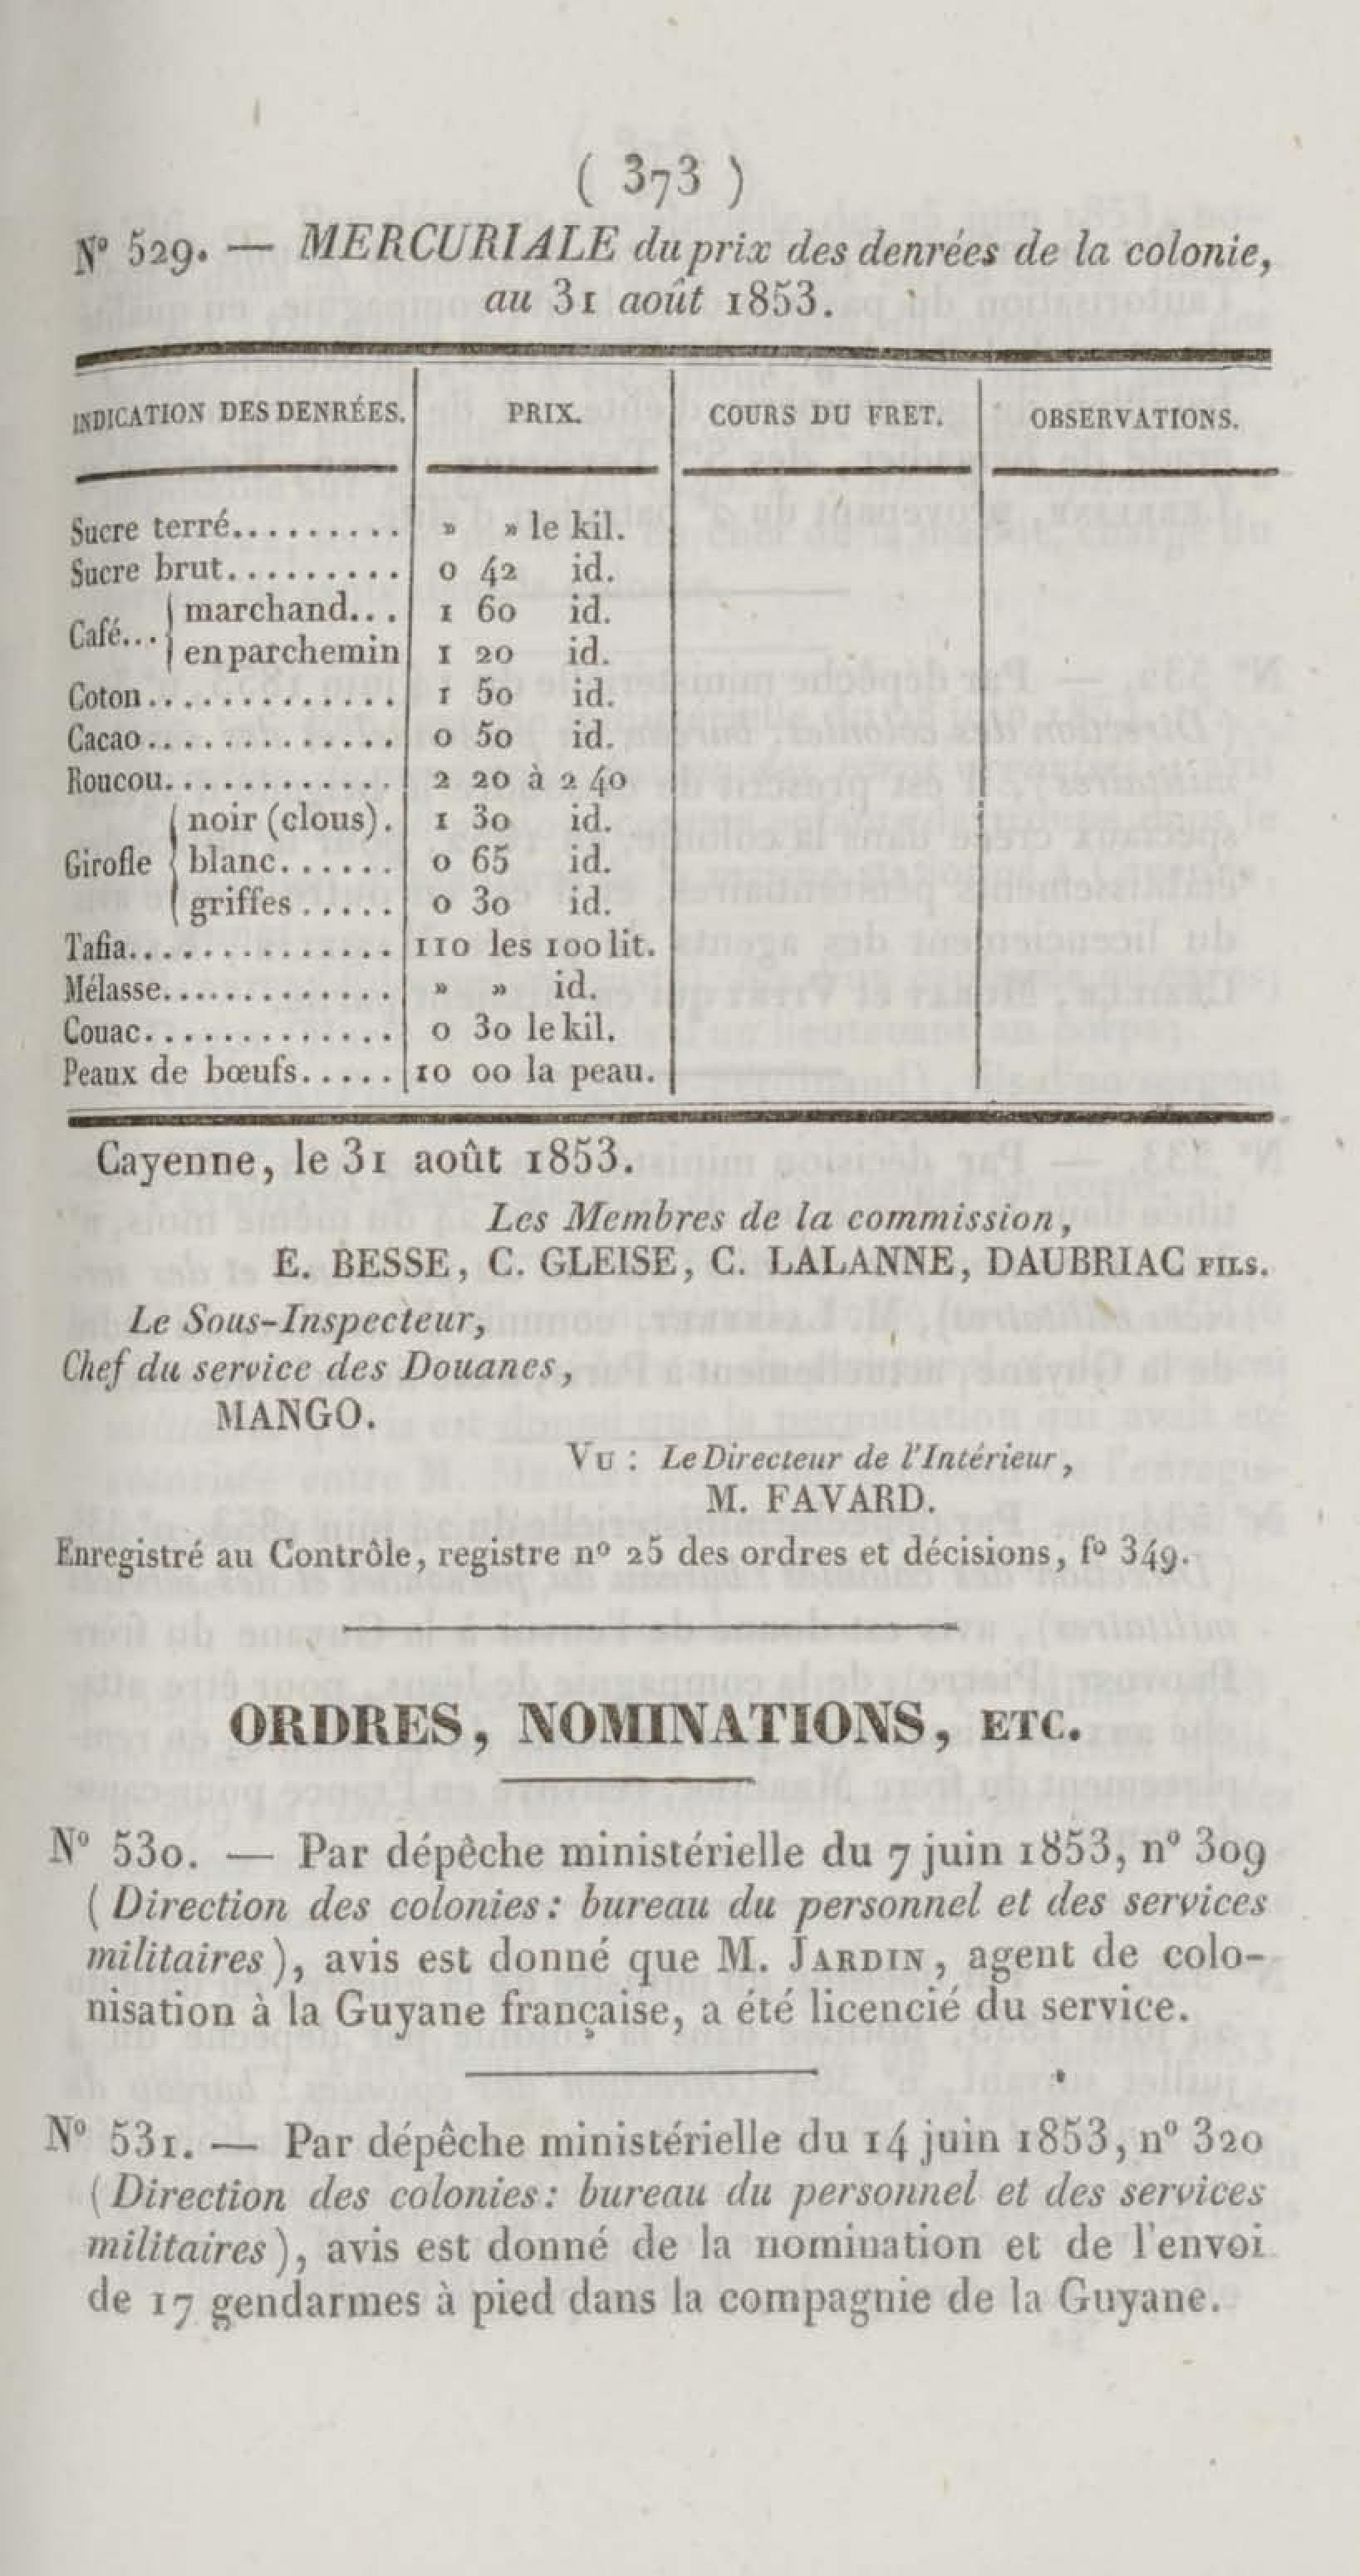 ( 373 )
N° 529. — MERCURIALE du prix des denrées de la colonie,
au 31 août 1853.
INDICATION DES DENRÉES. PRIX. COURS DU FRET. OBSERVATIONS.
Sucre terré......... » » le kil.
Sucre brut.......... 0 42 id.
Café... { marchand... 1 60 id.
en parchemin 1 20 id.
Coton............. 1 50 id.
Cacao............. 0 50 id.
Roucou............ 2 20 à 2 40
Girofle { noir (clous). 1 30 id.
blanc...... 0 65 id.
griffes..... 0 30 id.
Tafia.............. 110 les 100 lit.
Mélasse............. » » id.
Couac............. 0 30 le kil.
Peaux de bœufs..... 10 00 la peau.
Cayenne, le 31 août 1853.
Les Membres de la commission,
E. BESSE, C. GLEISE, C. LALANNE, DAUBRIAC FILS.
Le Sous-Inspecteur,
Chef du service des Douanes,
MANGO.
VU : Le Directeur de l'Intérieur,
M. FAVARD.
Enregistré au Contrôle, registre n° 25 des ordres et décisions, f° 349.
ORDRES, NOMINATIONS, ETC.
N° 530. — Par dépêche ministérielle du 7 juin 1853, n° 309
(Direction des colonies : bureau du personnel et des services
militaires), avis est donné que M. JARDIN, agent de colo-
nisation à la Guyane française, a été licencié du service.
N° 531. — Par dépêche ministérielle du 14 juin 1853, n° 320
(Direction des colonies : bureau du personnel et des services
militaires), avis est donné de la nomination et de l'envoi
de 17 gendarmes à pied dans la compagnie de la Guyane.